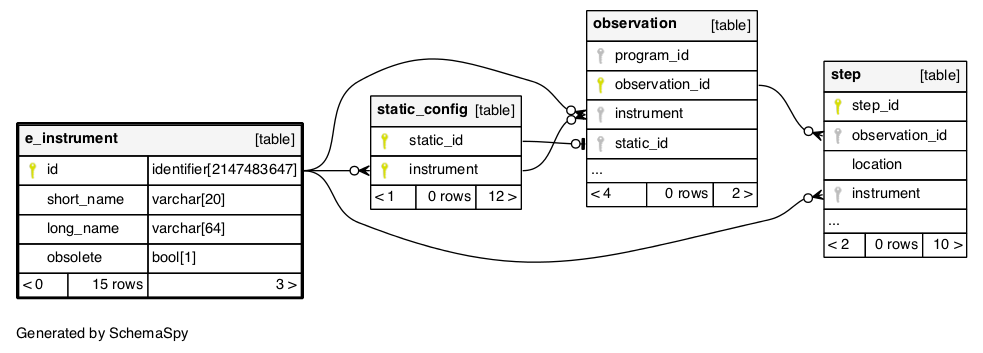 e_instrument [table]
id identifier[2147483647]
short_name varchar[20]
long_name varchar[64]
obsolete bool[1]
< 0 15 rows 3 >
static_config [table]
static_id
instrument
< 1 0 rows 12 >
observation [table]
program_id
observation_id
instrument
static_id
...
< 4 0 rows 2 >
step [table]
step_id
observation_id
location
instrument
...
< 2 0 rows 10 >
Generated by SchemaSpy